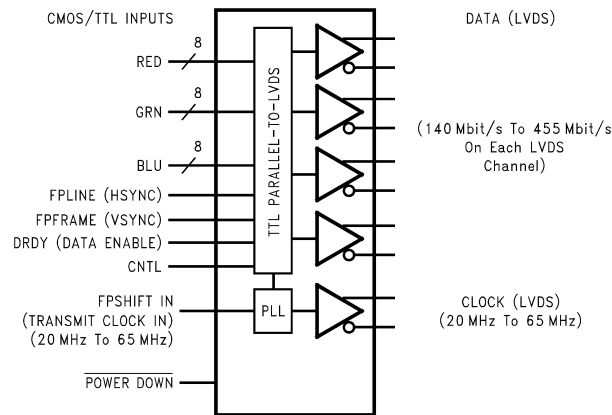 CMOS/TTL INPUTS
DATA (LVDS)
8
RED
8
GRN
8
BLU
FPLINE (HSYNC)
FPFRAME (VSYNC)
DRDY (DATA ENABLE)
CNTL
TTL PARALLEL-TO-LVDS
(140 Mbit/s To 455 Mbit/s
On Each LVDS
Channel)
FPSHIFT IN
(TRANSMIT CLOCK IN)
(20 MHz To 65 MHz)
PLL
CLOCK (LVDS)
(20 MHz To 65 MHz)
POWER DOWN